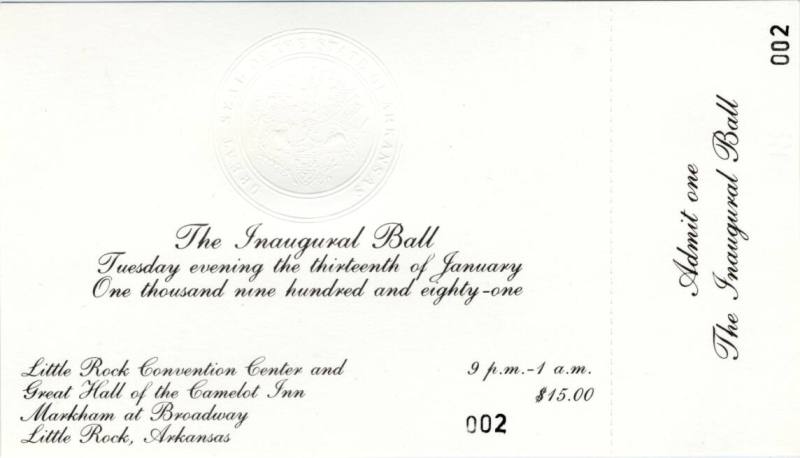 GREAT SEAL OF THE STATE OF ARKANSAS
The Inaugural Ball
Tuesday evening the thirteenth of January
One thousand nine hundred and eighty-one
Little Rock Convention Center and
Great Hall of the Camelot Inn
Markham at Broadway
Little Rock, Arkansas
9 p.m.-1 a.m.
$15.00
002
Admit one
The Inaugural Ball
002